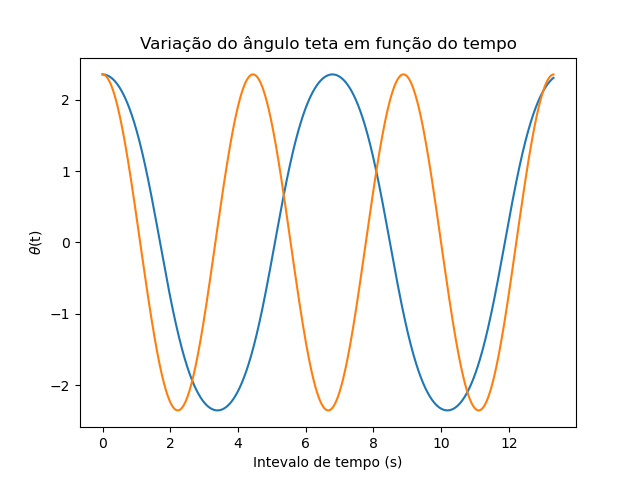 Variação do ângulo teta em função do tempo
2
1
0
−1
−2
θ(t)
0 2 4 6 8 10 12
Intevalo de tempo (s)